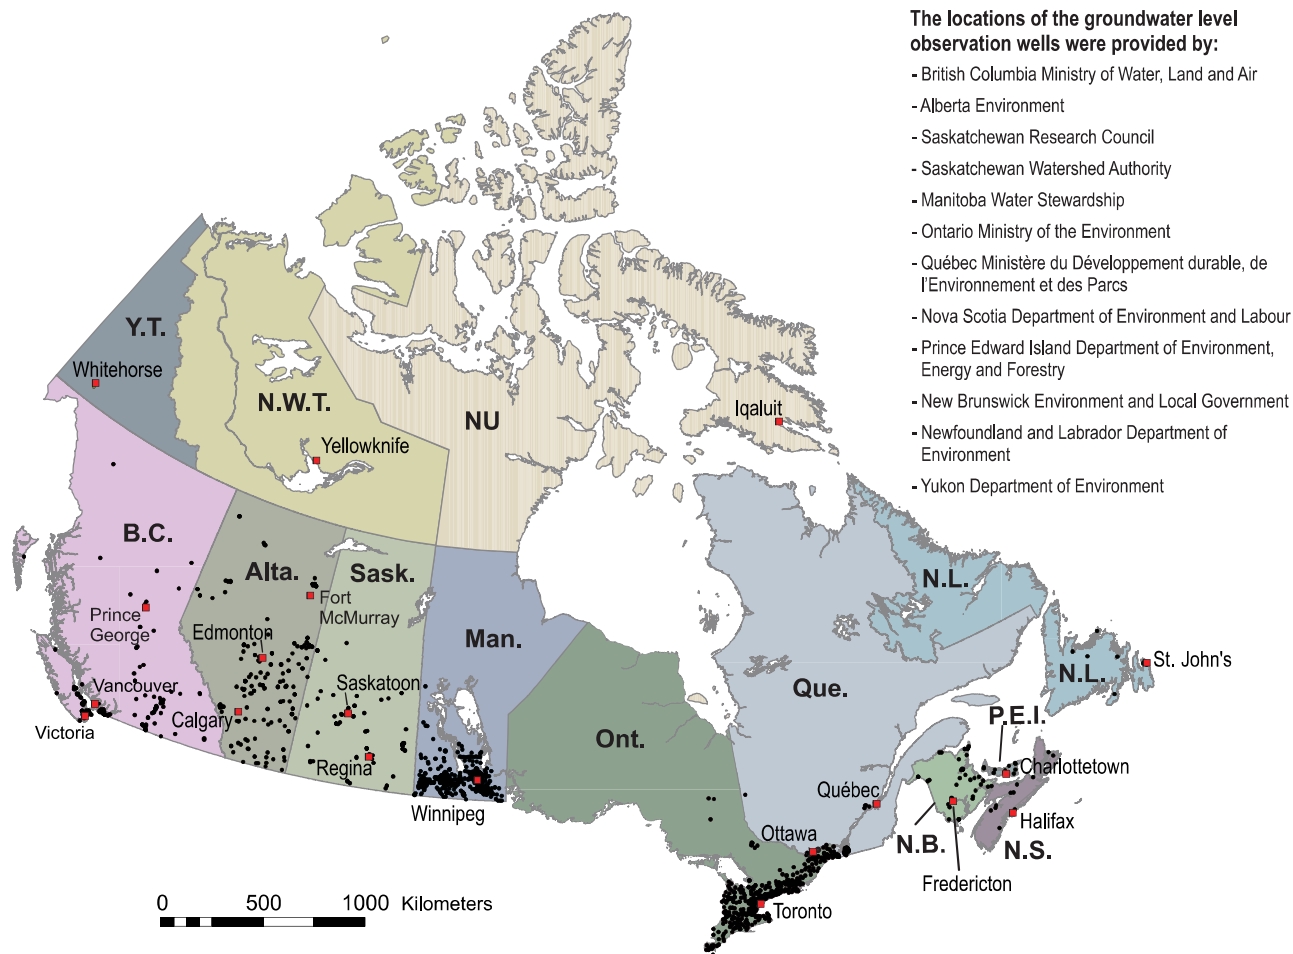 The locations of the groundwater level
observation wells were provided by:
- British Columbia Ministry of Water, Land and Air
- Alberta Environment
- Saskatchewan Research Council
- Saskatchewan Watershed Authority
- Manitoba Water Stewardship
- Ontario Ministry of the Environment
- Québec Ministère du Développement durable, de
l'Environnement et des Parcs
- Nova Scotia Department of Environment and Labour
- Prince Edward Island Department of Environment,
Energy and Forestry
- New Brunswick Environment and Local Government
- Newfoundland and Labrador Department of
Environment
- Yukon Department of Environment
Y.T.
Whitehorse
N.W.T.
Yellowknife
NU
Iqaluit
B.C.
Prince
George
Vancouver
Victoria
Alta.
Fort
McMurray
Edmonton
Calgary
Sask.
Saskatoon
Regina
Man.
Winnipeg
Ont.
Ottawa
Toronto
Que.
Québec
N.L.
N.L.
St. John's
P.E.I.
Charlottetown
N.B.
Fredericton
Halifax
N.S.
0 500 1000 Kilometers